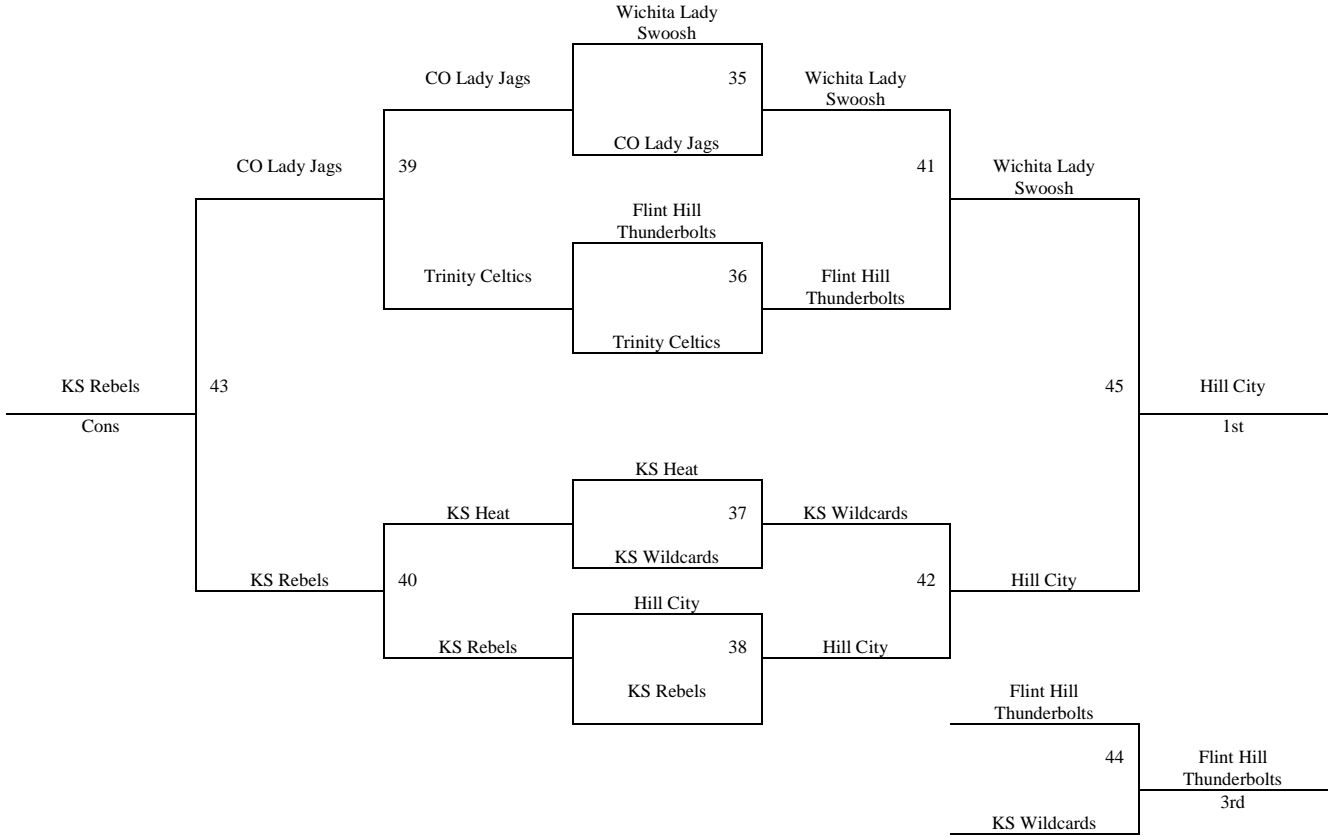 Wichita Lady
Swoosh
CO Lady Jags
35
Wichita Lady
Swoosh
CO Lady Jags
CO Lady Jags
39
41
Wichita Lady
Swoosh
Flint Hill
Thunderbolts
Trinity Celtics
36
Flint Hill
Thunderbolts
Trinity Celtics
KS Rebels
43
45
Hill City
Cons
1st
KS Heat
KS Heat
37
KS Wildcards
KS Wildcards
KS Rebels
40
42
Hill City
Hill City
KS Rebels
38
Hill City
KS Rebels
Flint Hill
Thunderbolts
44
Flint Hill
Thunderbolts
3rd
KS Wildcards